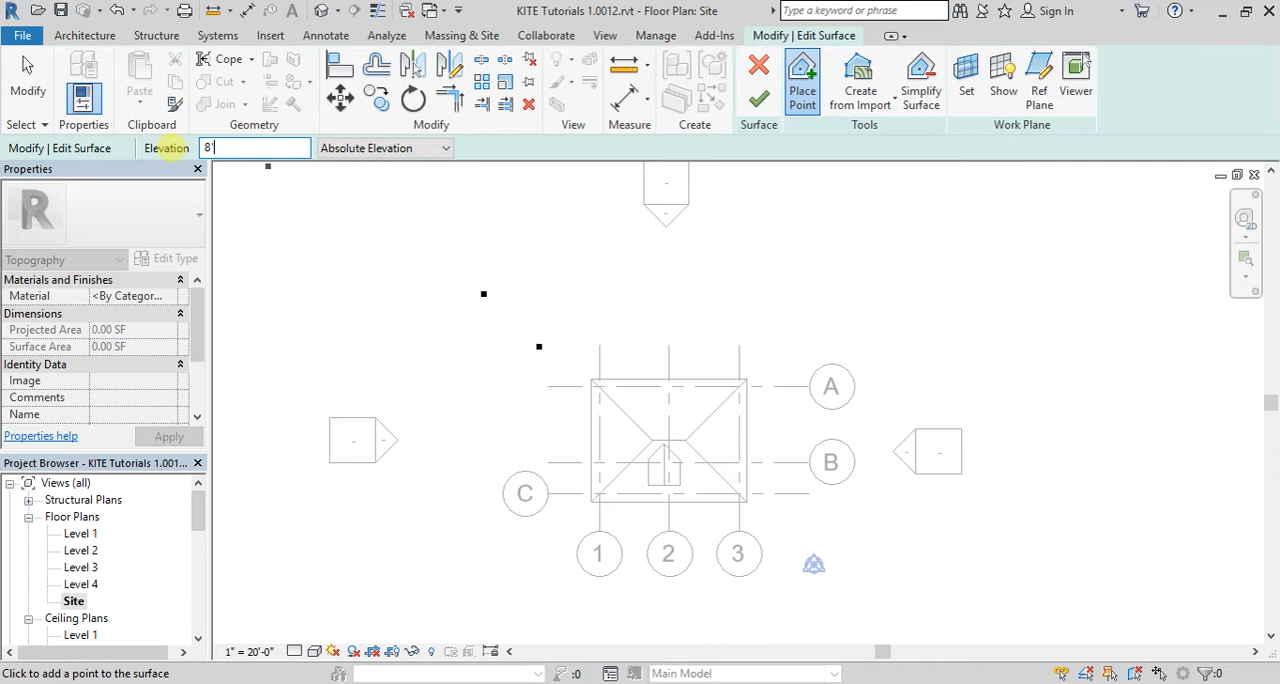 KITE Tutorials 1.0012.rvt - Floor Plan: Site
Type a keyword or phrase
Sign In
File Architecture Structure Systems Insert Annotate Analyze Massing & Site Collaborate View Manage Add-Ins Modify | Edit Surface
Modify
Paste
Cope
Cut
Join
Place Point
Create from Import
Simplify Surface
Set
Show
Ref Plane
Viewer
Select Properties Clipboard Geometry Modify View Measure Create Surface Tools Work Plane
Modify | Edit Surface Elevation 8' Absolute Elevation
Properties
R
Topography Edit Type
Materials and Finishes
Material <By Categor...
Dimensions
Projected Area 0.00 SF
Surface Area 0.00 SF
Identity Data
Image
Comments
Name
Properties help Apply
Project Browser - KITE Tutorials 1.001...
Views (all)
Structural Plans
Floor Plans
Level 1
Level 2
Level 3
Level 4
Site
Ceiling Plans
Level 1
A
B
C
1 2 3
2D
1" = 20'-0"
Click to add a point to the surface
:0
Main Model
:0